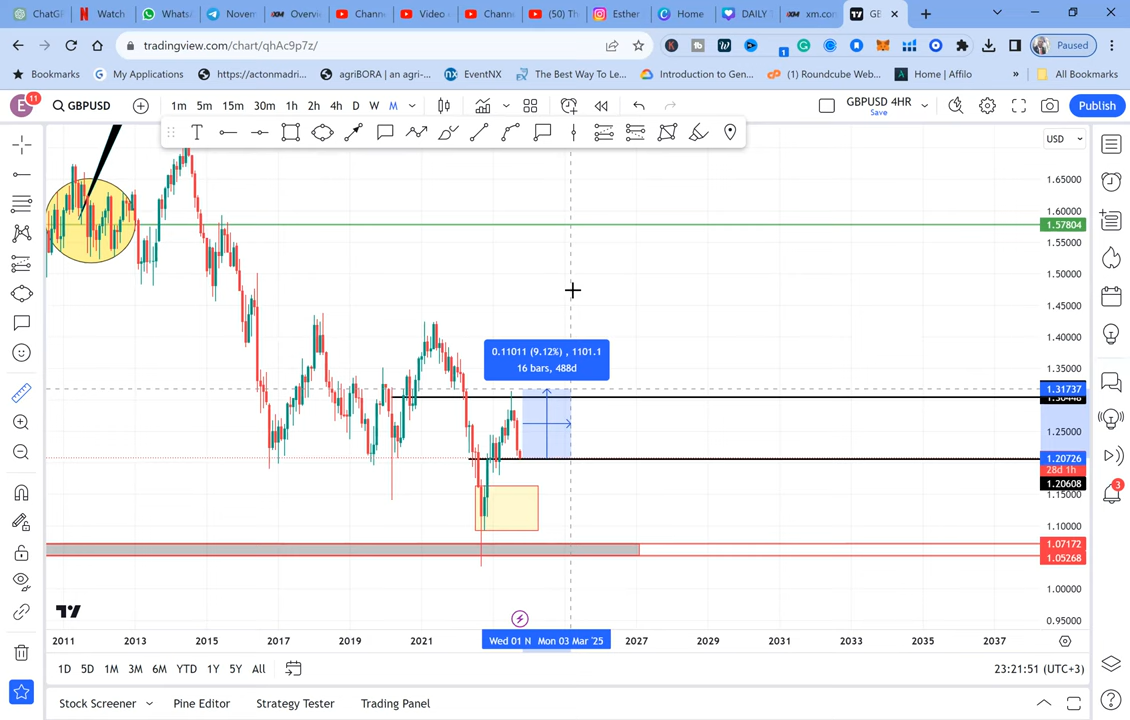 ChatGP
Watch
WhatsA
Novem
Overvi
Chann
Video
Chann
(50) Th
Esther
Home
DAILY
xm.com
GB
tradingview.com/chart/qhAc9p7z/
1
Paused
Bookmarks
My Applications
https://actonmadri...
agriBORA | an agri-...
EventNX
The Best Way To Le...
Introduction to Gen...
(1) Roundcube Web...
Home | Affilo
»
All Bookmarks
E
11
GBPUSD
1m
5m
15m
30m
1h
2h
4h
D
W
M
GBPUSD 4HR
Save
Publish
T
USD
1.65000
1.60000
1.57804
1.55000
1.50000
1.45000
1.40000
1.35000
1.31737
1.25000
1.20726
28d 1h
1.20608
1.15000
1.10000
1.07172
1.05268
1.00000
0.95000
0.11011 (9.12%) , 1101.1
16 bars, 488d
3
2011
2013
2015
2017
2019
2021
Wed 01 N
Mon 03 Mar '25
2027
2029
2031
2033
2035
2037
1D
5D
1M
3M
6M
YTD
1Y
5Y
All
23:21:51 (UTC+3)
Stock Screener
Pine Editor
Strategy Tester
Trading Panel